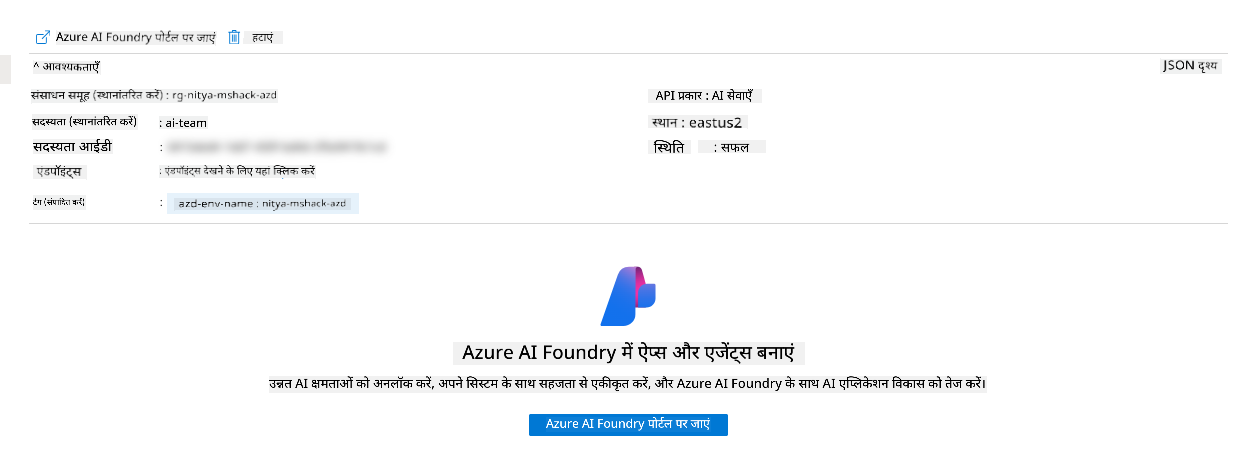 Azure AI Foundry पोर्टल पर जाएं हटाएं
^ आवश्यकताएँ JSON दृश्य
संसाधन समूह (स्थानांतरित करें) : rg-nitya-mshack-azd API प्रकार : AI सेवाएँ
सदस्यता (स्थानांतरित करें) : ai-team स्थान : eastus2
सदस्यता आईडी : स्थिति : सफल
एंडपॉइंट्स : एंडपॉइंट्स देखने के लिए यहां क्लिक करें
टैग (संपादित करें) : azd-env-name : nitya-mshack-azd
Azure AI Foundry में ऐप्स और एजेंट्स बनाएं
उन्नत AI क्षमताओं को अनलॉक करें, अपने सिस्टम के साथ सहजता से एकीकृत करें, और Azure AI Foundry के साथ AI एप्लिकेशन विकास को तेज करें।
Azure AI Foundry पोर्टल पर जाएं